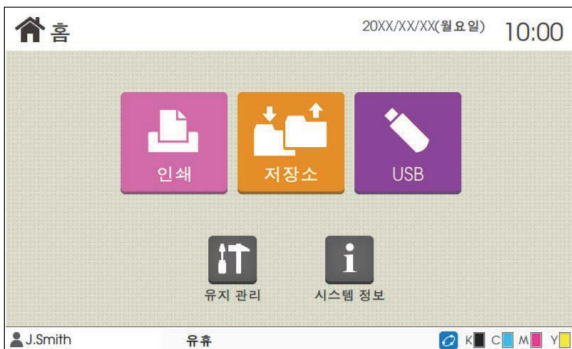 홈
20XX/XX/XX(월요일) 10:00
인쇄 저장소 USB
유지 관리 시스템 정보
J.Smith 유휴 K C M Y